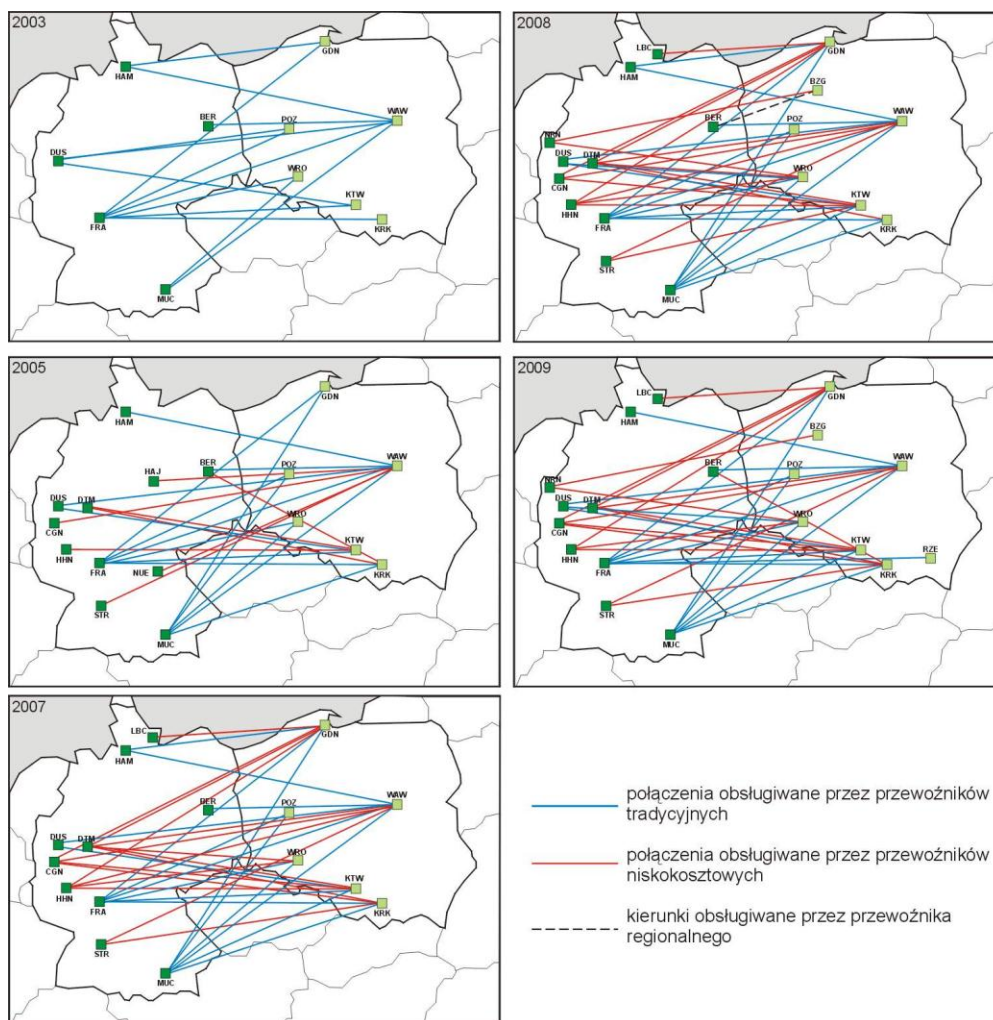 2003
GDN
HAM
BER
POZ
WAW
DUS
WRO
KTW
FRA
KRK
MUC
2008
LBC
GDN
HAM
BZG
BER
POZ
WAW
NRN
DUS
DTM
CGN
WRO
HHN
KTW
FRA
KRK
STR
MUC
2005
GDN
HAM
BER
POZ
WAW
HAJ
DUS
DTM
CGN
WRO
HHN
KTW
FRA
NUE
KRK
STR
MUC
2009
LBC
GDN
HAM
BZG
BER
POZ
WAW
NRN
DUS
DTM
CGN
WRO
HHN
KTW
FRA
KRK
RZE
STR
MUC
2007
LBC
GDN
HAM
BER
POZ
WAW
DUS
DTM
CGN
WRO
HHN
KTW
FRA
KRK
STR
MUC
połączenia obsługiwane przez przewoźników
tradycyjnych
połączenia obsługiwane przez przewoźników
niskokosztowych
kierunki obsługiwane przez przewoźnika
regionalnego